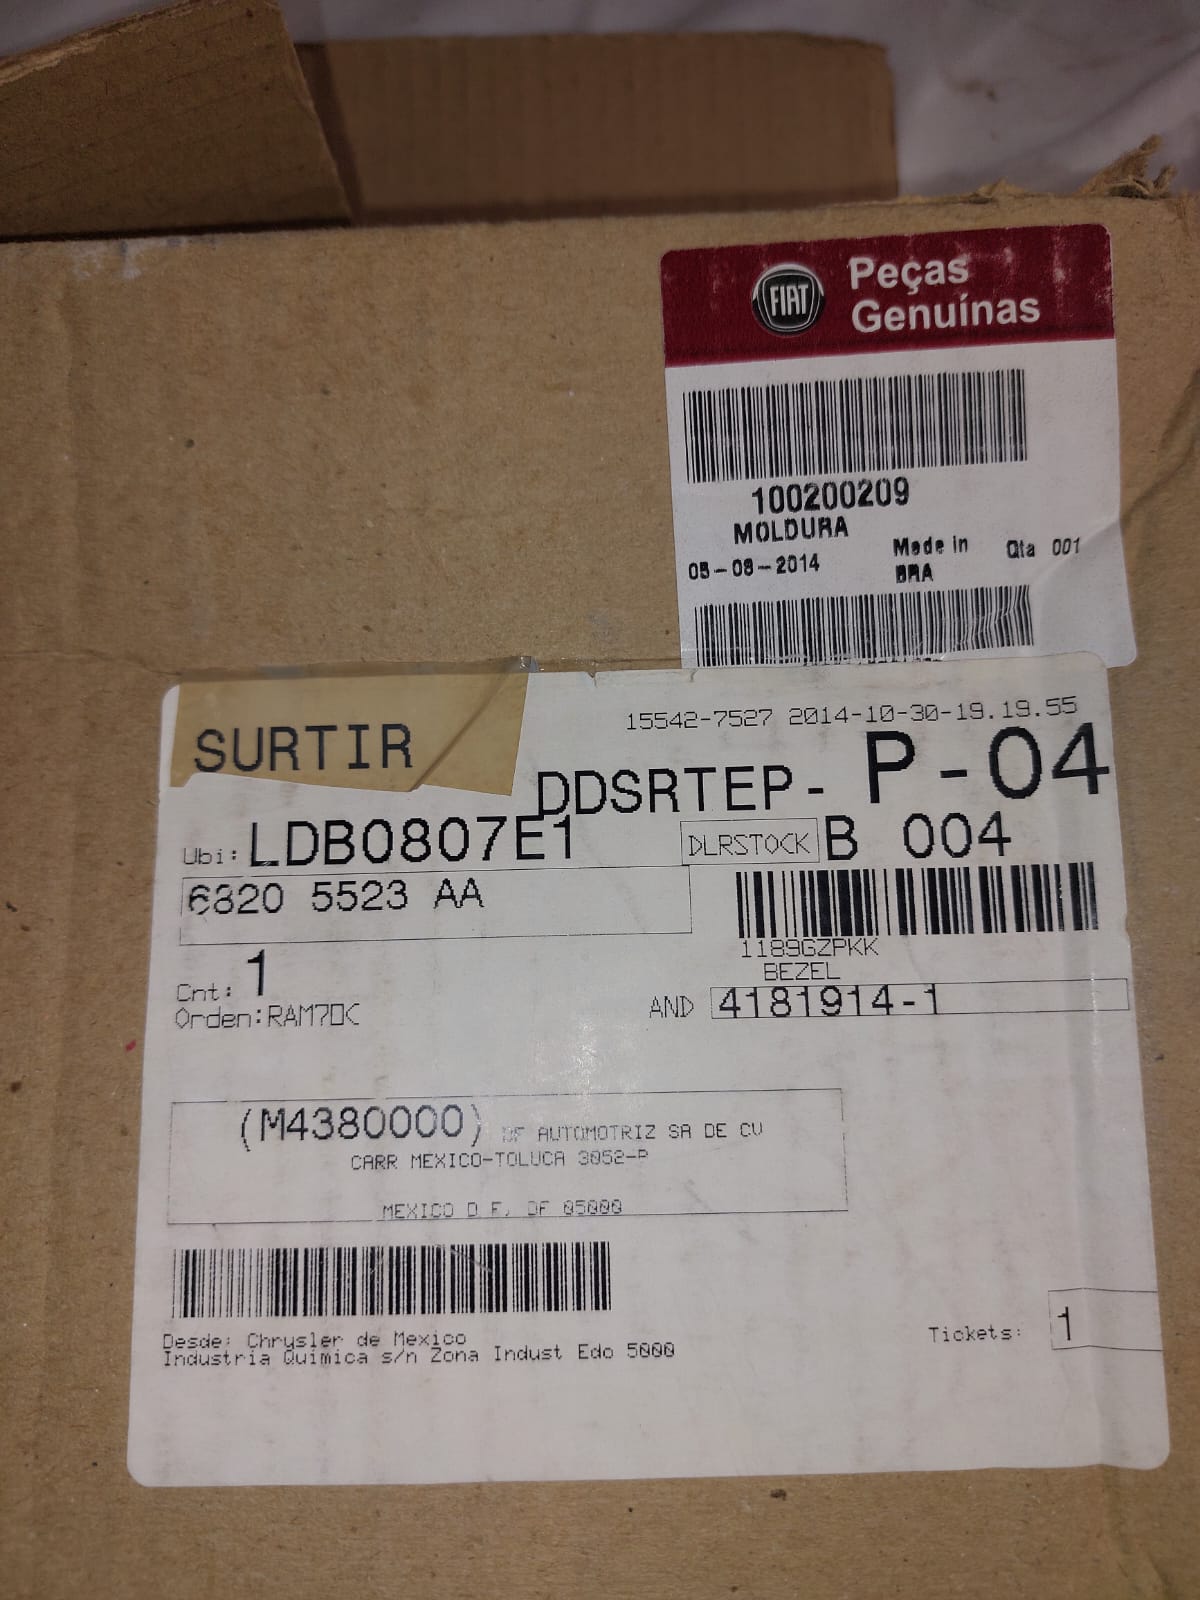 FIAT
Peças
Genuínas
100200209
MOLDURA
05-08-2014 Made in BRA Qta 001
SURTIR
15542-7527 2014-10-30-19.19.55
DDSRTEP- P-04
Ubi: LDB0807E1 DLRSTOCK B 004
6820 5523 AA
1189GZPKK
BEZEL
Cnt: 1
Orden: AND 4181914-1
(M4380000) DF AUTOMOTRIZ SA DE CV
CARR MEXICO-TOLUCA 3052-P
MEXICO D F, DF 05000
Desde: Chrysler de Mexico
Industria Quimica s/n Zona Indust Edo 5000
Tickets: 1